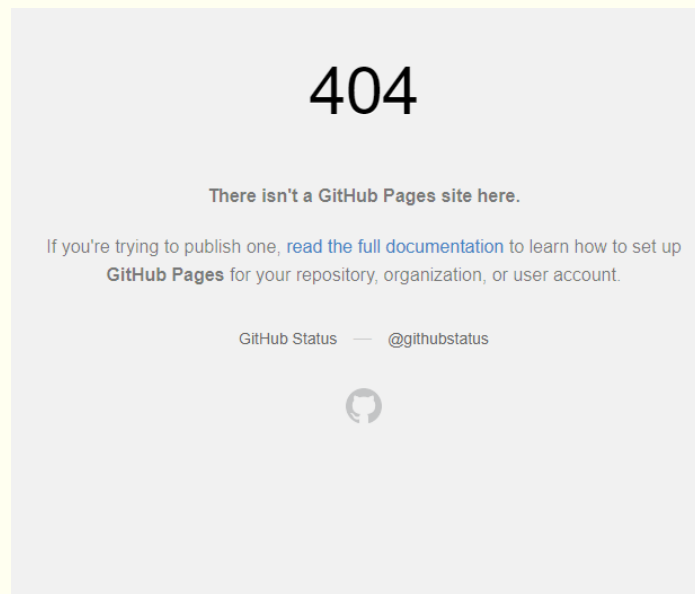 404
There isn't a GitHub Pages site here.
If you're trying to publish one, read the full documentation to learn how to set up
GitHub Pages for your repository, organization, or user account.
GitHub Status — @githubstatus